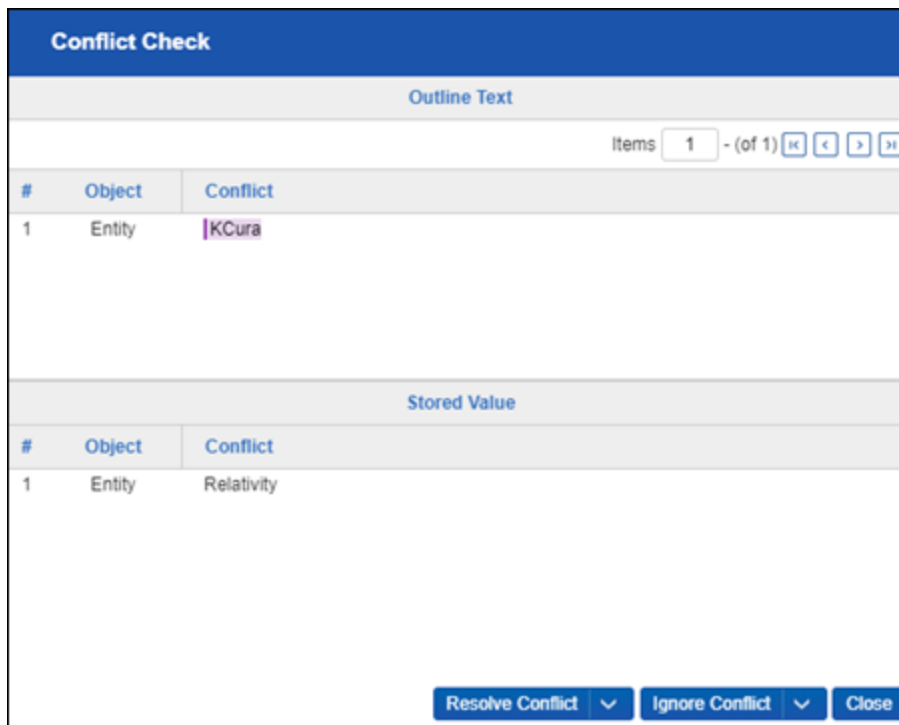 Conflict Check
Outline Text
Items 1 - (of 1)
# Object Conflict
1 Entity KCura
Stored Value
# Object Conflict
1 Entity Relativity
Resolve Conflict Ignore Conflict Close